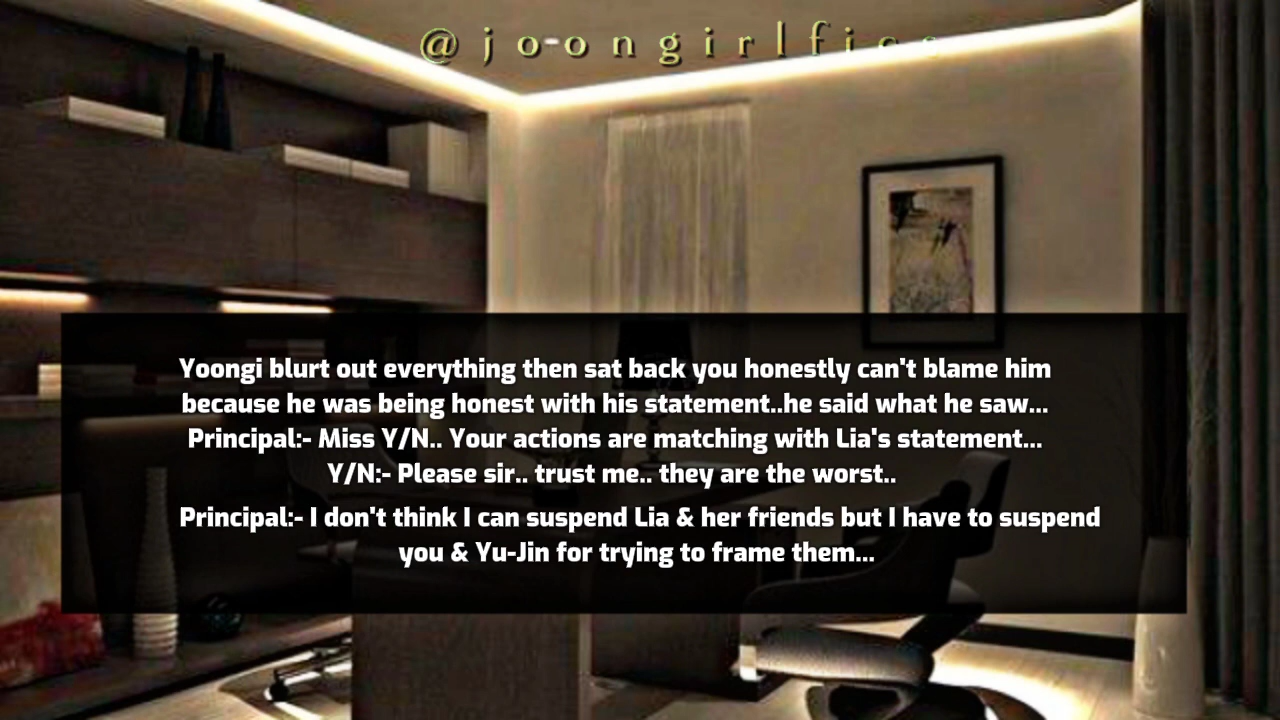 @joongirlfics
Yoongi blurt out everything then sat back you honestly can't blame him
because he was being honest with his statement..he said what he saw...
Principal:- Miss Y/N.. Your actions are matching with Lia's statement...
Y/N:- Please sir.. trust me.. they are the worst..
Principal:- I don't think I can suspend Lia & her friends but I have to suspend
you & Yu-Jin for trying to frame them...